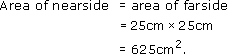 Area of nearside = area of farside
= 25cm × 25cm
= 625cm².